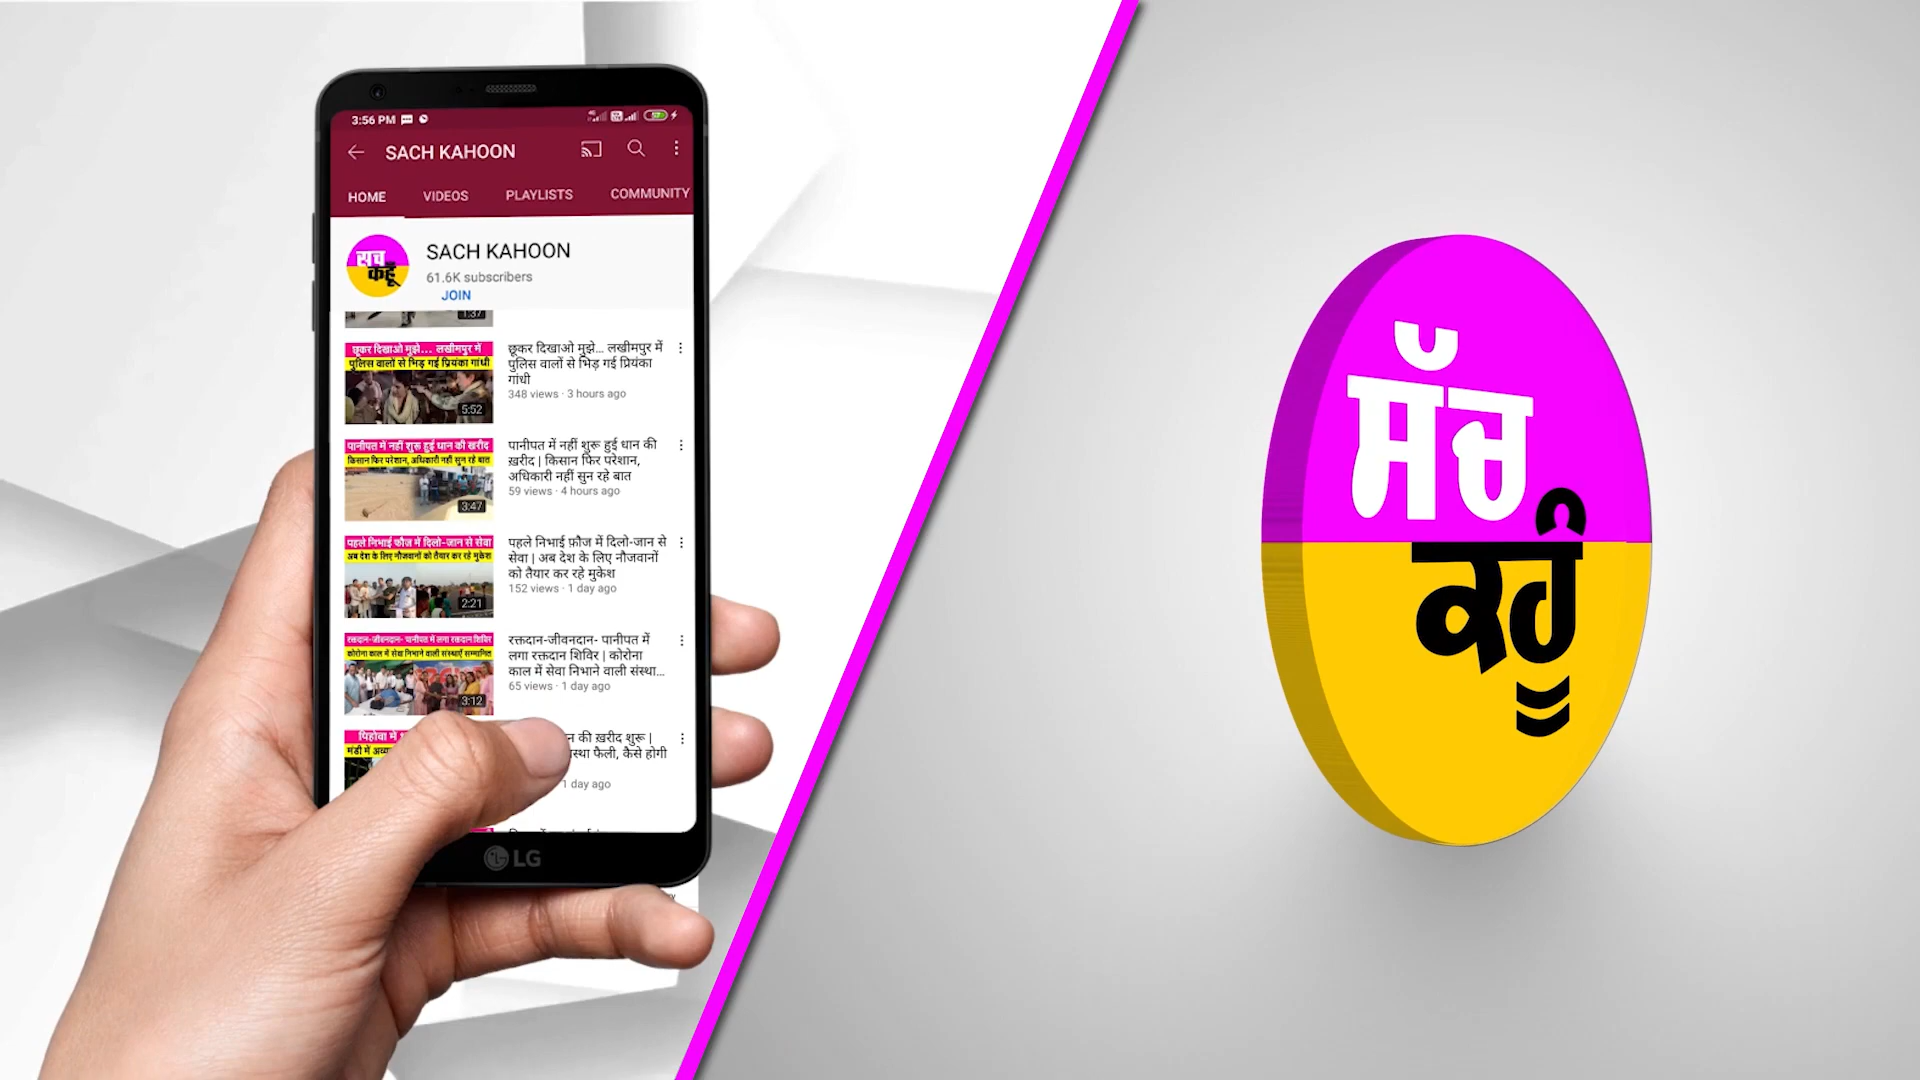 3:56 PM
SACH KAHOON
HOME VIDEOS PLAYLISTS COMMUNITY
सच
कहूँ
SACH KAHOON
61.6K subscribers
JOIN
1:37
छूकर दिखाओ मुझे... लखीमपुर में
पुलिस वालों से भिड़ गई प्रियंका गांधी
5:52
छूकर दिखाओ मुझे... लखीमपुर में
पुलिस वालों से भिड़ गई प्रियंका
गांधी
348 views · 3 hours ago
पानीपत में नहीं शुरू हुई धान की खरीद
किसान फिर परेशान, अधिकारी नहीं सुन रहे बात
3:47
पानीपत में नहीं शुरू हुई धान की
ख़रीद | किसान फिर परेशान,
अधिकारी नहीं सुन रहे बात
59 views · 4 hours ago
पहले निभाई फौज में दिलो-जान से सेवा
अब देश के लिए नौजवानों को तैयार कर रहे मुकेश
2:21
पहले निभाई फ़ौज में दिलो-जान से
सेवा | अब देश के लिए नौजवानों
को तैयार कर रहे मुकेश
152 views · 1 day ago
रक्तदान-जीवनदान- पानीपत में लगा रक्तदान शिविर
कोरोना काल में सेवा निभाने वाली संस्थाएँ सम्मानित
3:12
रक्तदान-जीवनदान- पानीपत में
लगा रक्तदान शिविर | कोरोना
काल में सेवा निभाने वाली संस्था...
65 views · 1 day ago
पिहोवा में
मंडी में
की ख़रीद शुरू |
फैली, कैसे होगी
1 day ago
LG
ਸੱਚ
ਕਹੂੰ